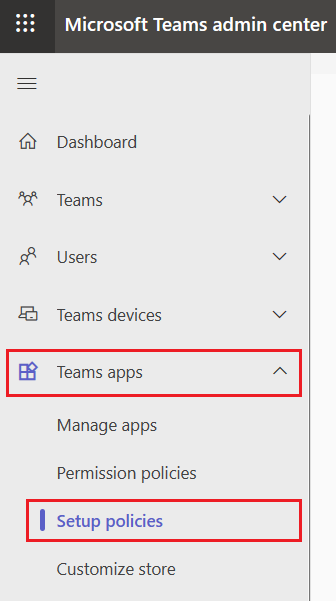 Microsoft Teams admin center
Dashboard
Teams
Users
Teams devices
Teams apps
Manage apps
Permission policies
Setup policies
Customize store